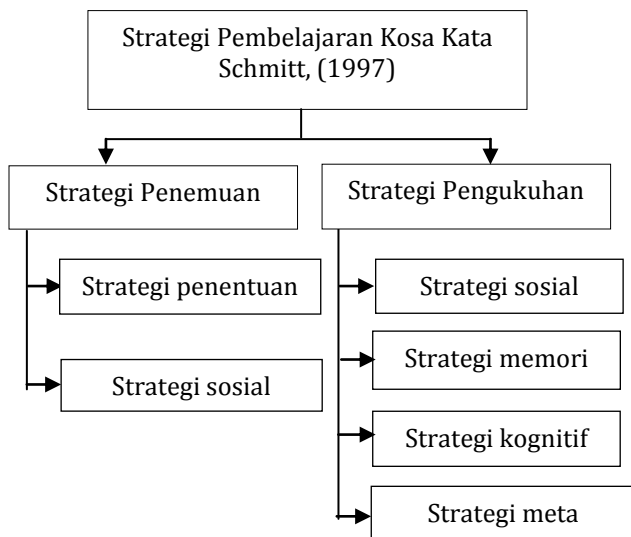 Strategi Pembelajaran Kosa Kata
Schmitt, (1997)
Strategi Penemuan
Strategi penentuan
Strategi sosial
Strategi Pengukuhan
Strategi sosial
Strategi memori
Strategi kognitif
Strategi meta